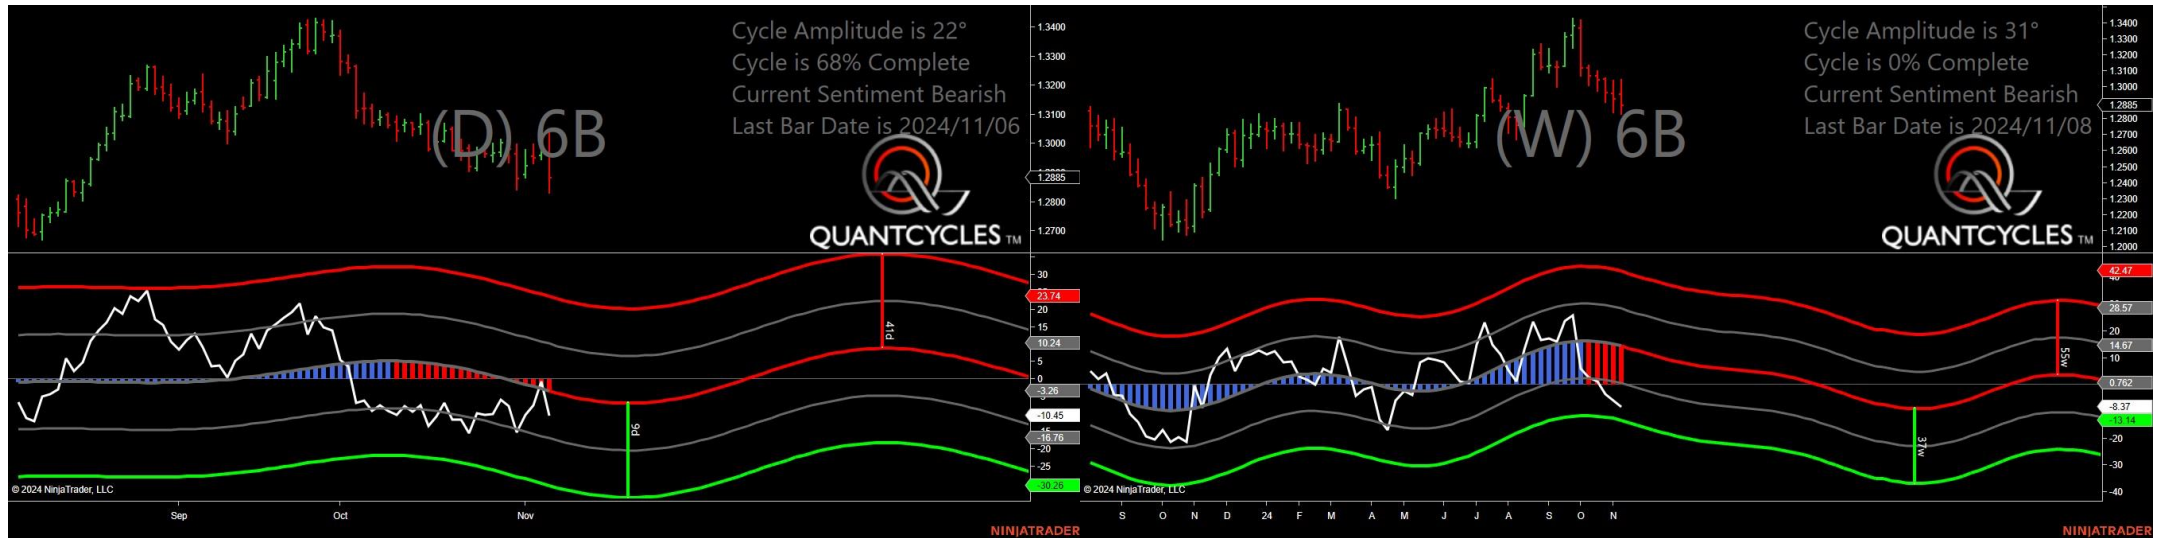 Cycle Amplitude is 22°
Cycle is 68% Complete
Current Sentiment Bearish
Last Bar Date is 2024/11/06
(D) 6B
QUANTCYCLES TM
1.3400
1.3300
1.3200
1.3100
1.3000
1.2885
1.2800
1.2700
30
23.74
20
15
10.24
5
0
-3.26
-10.45
-16.76
-20
-25
-30.26
41d
9d
© 2024 NinjaTrader, LLC
Sep Oct Nov
NINJATRADER
Cycle Amplitude is 31°
Cycle is 0% Complete
Current Sentiment Bearish
Last Bar Date is 2024/11/08
(W) 6B
QUANTCYCLES TM
1.3400
1.3300
1.3200
1.3100
1.3000
1.2885
1.2800
1.2700
1.2600
1.2500
1.2400
1.2300
1.2200
1.2100
1.2000
42.47
28.57
20
14.67
10
0.762
-8.37
-13.14
-20
-30
-40
55w
37w
© 2024 NinjaTrader, LLC
S O N D 24 F M A M J J A S O N
NINJATRADER